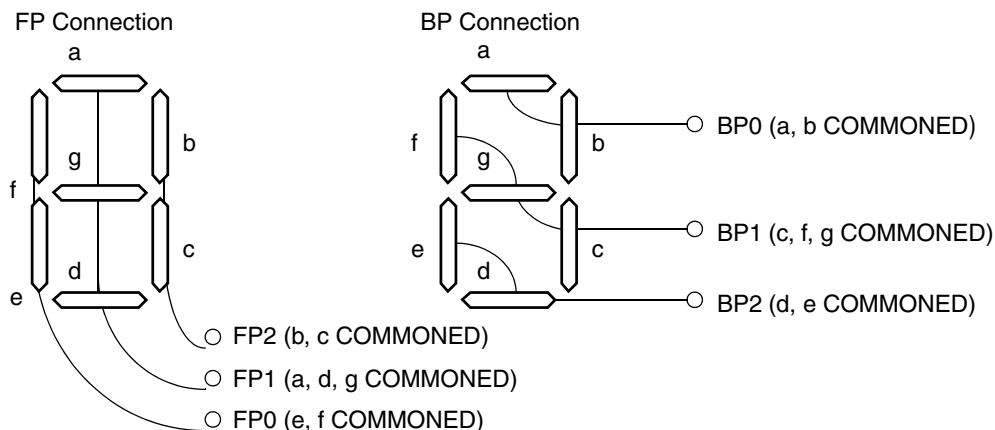 FP Connection
a
b
g
f
c
d
e
FP2 (b, c COMMONED)
FP1 (a, d, g COMMONED)
FP0 (e, f COMMONED)
BP Connection
a
BP0 (a, b COMMONED)
f
b
g
BP1 (c, f, g COMMONED)
e
c
d
BP2 (d, e COMMONED)